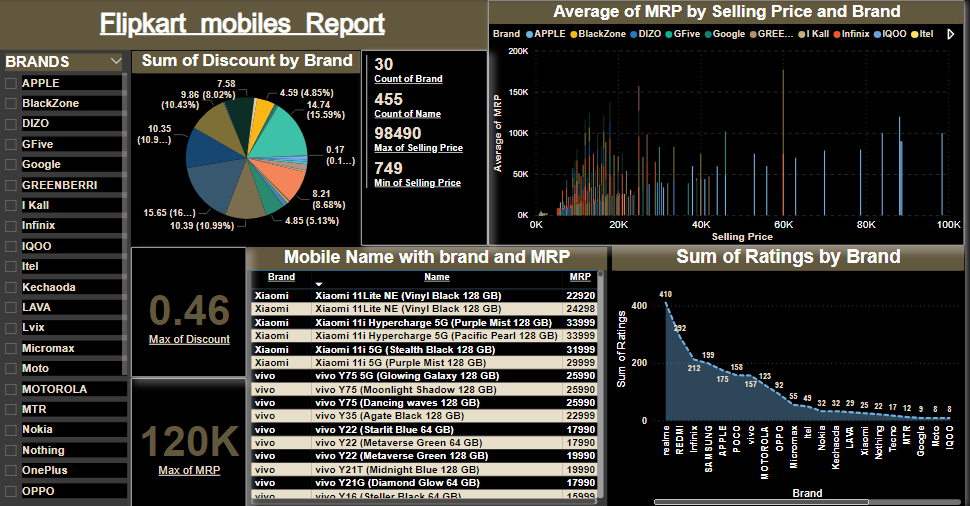 Flipkart mobiles Report
BRANDS
APPLE
BlackZone
DIZO
GFive
Google
GREENBERRI
I Kall
Infinix
IQOO
Itel
Kechaoda
LAVA
Lvix
Micromax
Moto
MOTOROLA
MTR
Nokia
Nothing
OnePlus
OPPO
Sum of Discount by Brand
7.58
(8.02%)
9.86
(10.43%)
4.59 (4.85%)
14.74
(15.59%)
10.35
(10.9...)
0.17
(0.1...)
8.21
(8.68%)
15.65 (16...)
4.85 (5.13%)
10.39 (10.99%)
30
Count of Brand
455
Count of Name
98490
Max of Selling Price
749
Min of Selling Price
Average of MRP by Selling Price and Brand
Brand APPLE BlackZone DIZO GFive Google GREE... I Kall Infinix IQOO Itel
200K
150K
100K
50K
0K
Average of MRP
0K 20K 40K 60K 80K 100K
Selling Price
0.46
Max of Discount
120K
Max of MRP
Mobile Name with brand and MRP
Brand Name MRP
Xiaomi Xiaomi 11Lite NE (Vinyl Black 128 GB) 22920
Xiaomi Xiaomi 11Lite NE (Vinyl Black 128 GB) 24298
Xiaomi Xiaomi 11i Hypercharge 5G (Purple Mist 128 GB) 33999
Xiaomi Xiaomi 11i Hypercharge 5G (Pacific Pearl 128 GB) 33999
Xiaomi Xiaomi 11i 5G (Stealth Black 128 GB) 31999
Xiaomi Xiaomi 11i 5G (Purple Mist 128 GB) 29999
vivo vivo Y75 5G (Glowing Galaxy 128 GB) 25990
vivo vivo Y75 (Moonlight Shadow 128 GB) 25990
vivo vivo Y75 (Dancing waves 128 GB) 25990
vivo vivo Y35 (Agate Black 128 GB) 22999
vivo vivo Y22 (Starlit Blue 64 GB) 17990
vivo vivo Y22 (Metaverse Green 64 GB) 17990
vivo vivo Y22 (Metaverse Green 128 GB) 19990
vivo vivo Y21T (Midnight Blue 128 GB) 19990
vivo vivo Y21G (Diamond Glow 64 GB) 17990
vivo vivo Y16 (Steller Black 64 GB) 15999
Sum of Ratings by Brand
Sum of Ratings
400
200
0
410
292
212
199
175
158
157
123
92
55
49
32
32
29
25
22
17
12
9
8
8
realme
REDMI
Infinix
SAMSUNG
APPLE
POCO
vivo
MOTOROLA
OPPO
Micromax
Itel
Nokia
Kechaoda
LAVA
Xiaomi
Nothing
Tecno
MTR
Google
Moto
IQOO
Brand